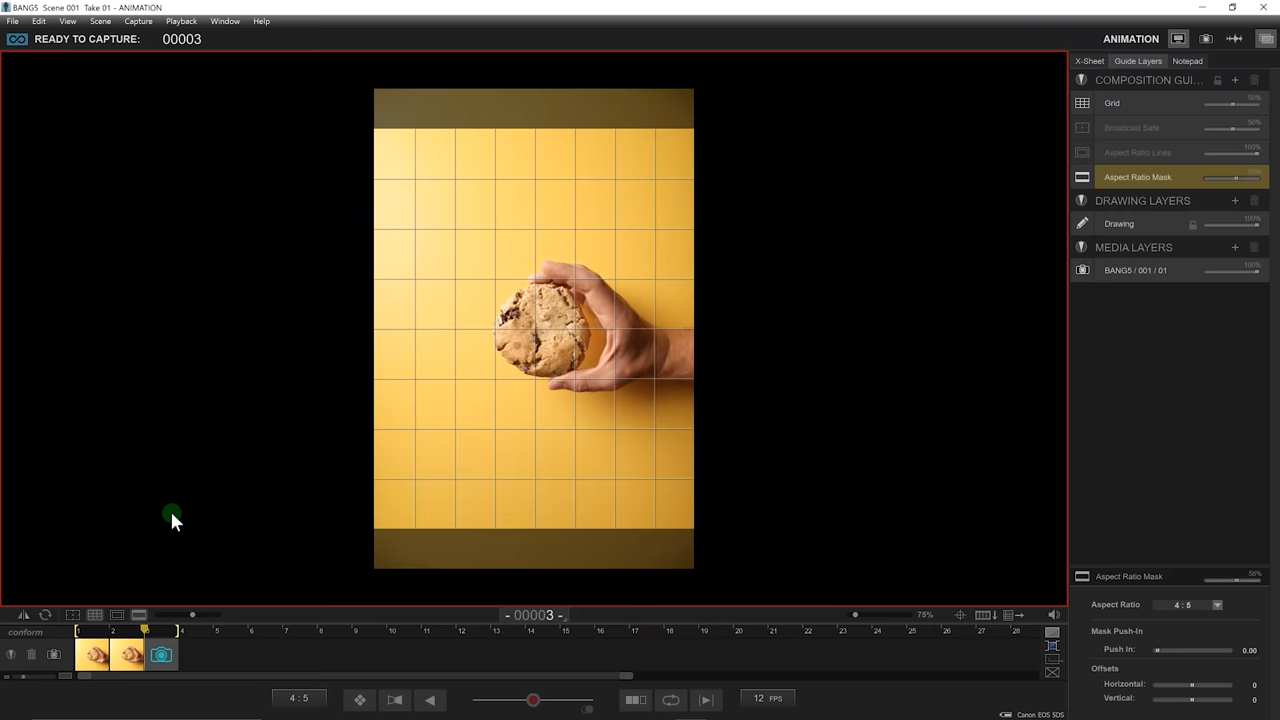 BANG5 Scene 001 Take 01 - ANIMATION
File Edit View Scene Capture Playback Window Help
READY TO CAPTURE: 00003
ANIMATION
X-Sheet Guide Layers Notepad
COMPOSITION GUI...
Grid 50%
Broadcast Safe 50%
Aspect Ratio Lines 100%
Aspect Ratio Mask
DRAWING LAYERS
Drawing 100%
MEDIA LAYERS
BANG5 / 001 / 01 100%
Aspect Ratio Mask 58%
Aspect Ratio 4 : 5
Mask Push-In
Push In: 0.00
Offsets
Horizontal: 0
Vertical: 0
- 00003 -
75%
conform 1 2 3 4 5 6 7 8 9 10 11 12 13 14 15 16 17 18 19 20 21 22 23 24 25 26 27 28
4 : 5
12 FPS
Canon EOS 5DS